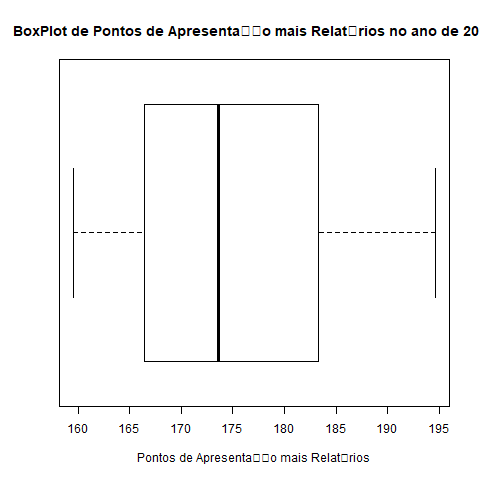 BoxPlot de Pontos de Apresenta□□o mais Relat□rios no ano de 20
160 165 170 175 180 185 190 195
Pontos de Apresenta□□o mais Relat□rios